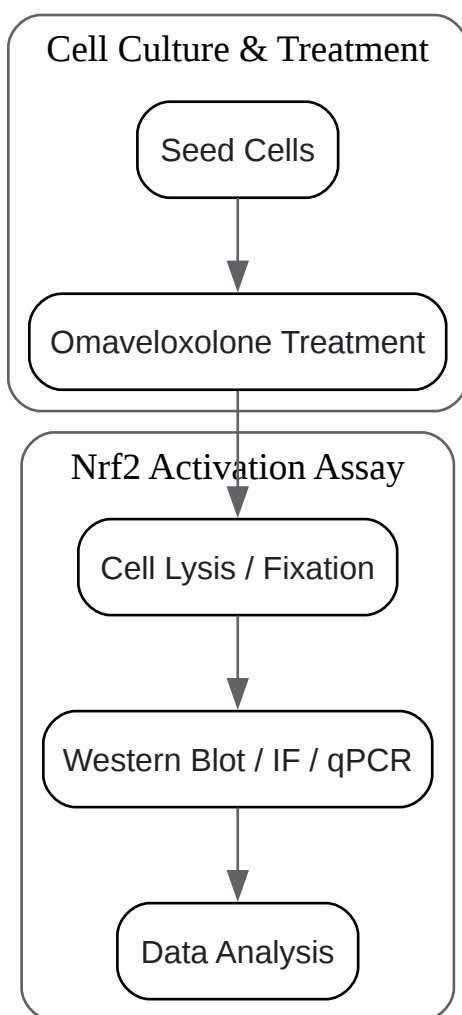 Cell Culture & Treatment
Seed Cells
Omaveloxolone Treatment
Nrf2 Activation Assay
Cell Lysis / Fixation
Western Blot / IF / qPCR
Data Analysis